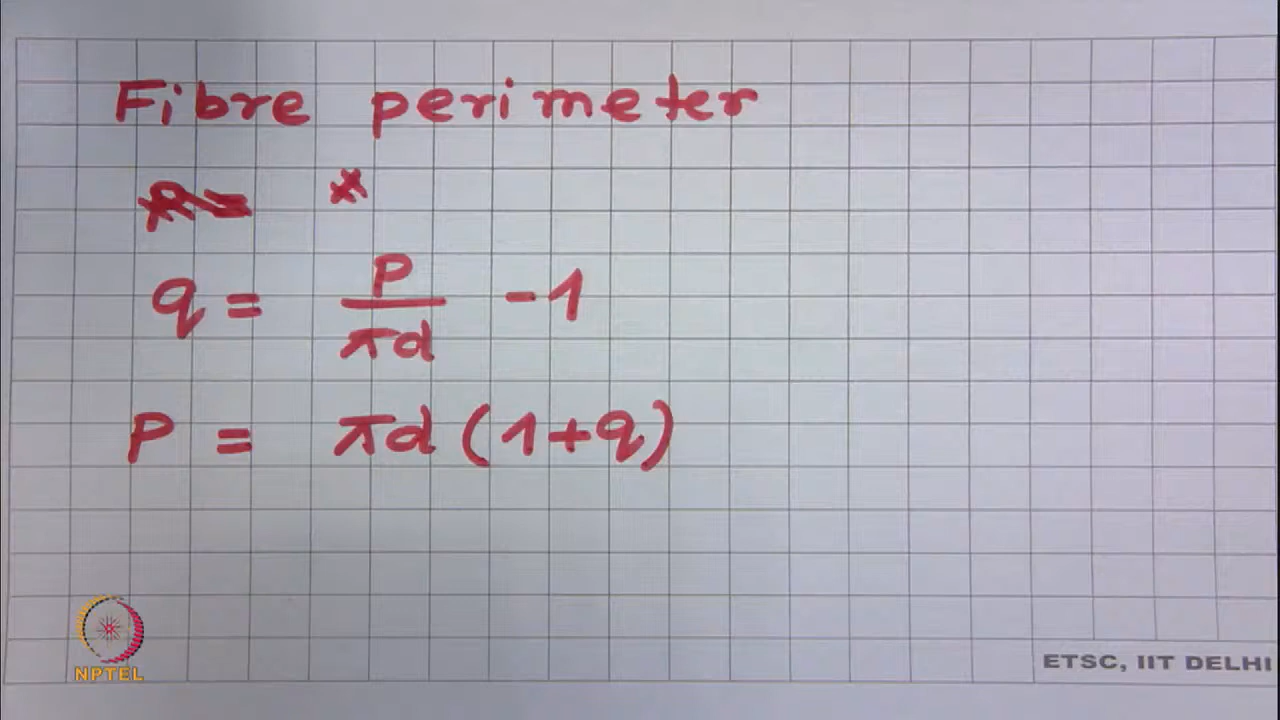 Fibre perimeter
q = p/πd - 1
P = πd (1+q)
NPTEL
ETSC, IIT DELHI